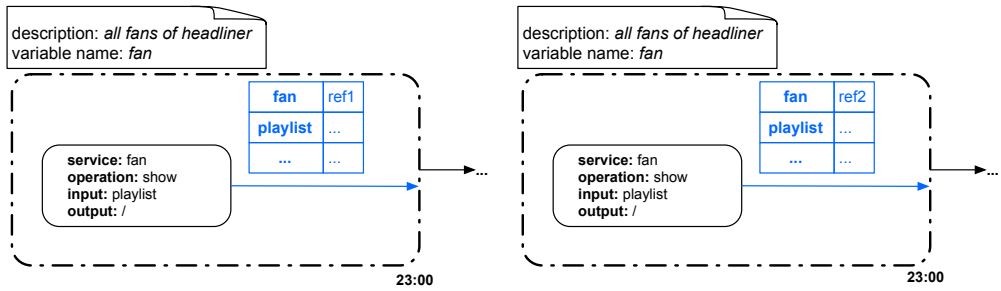 description: all fans of headliner
variable name: fan
fan ref1
playlist ...
... ...
service: fan
operation: show
input: playlist
output: /
...
23:00
description: all fans of headliner
variable name: fan
fan ref2
playlist ...
... ...
service: fan
operation: show
input: playlist
output: /
...
23:00